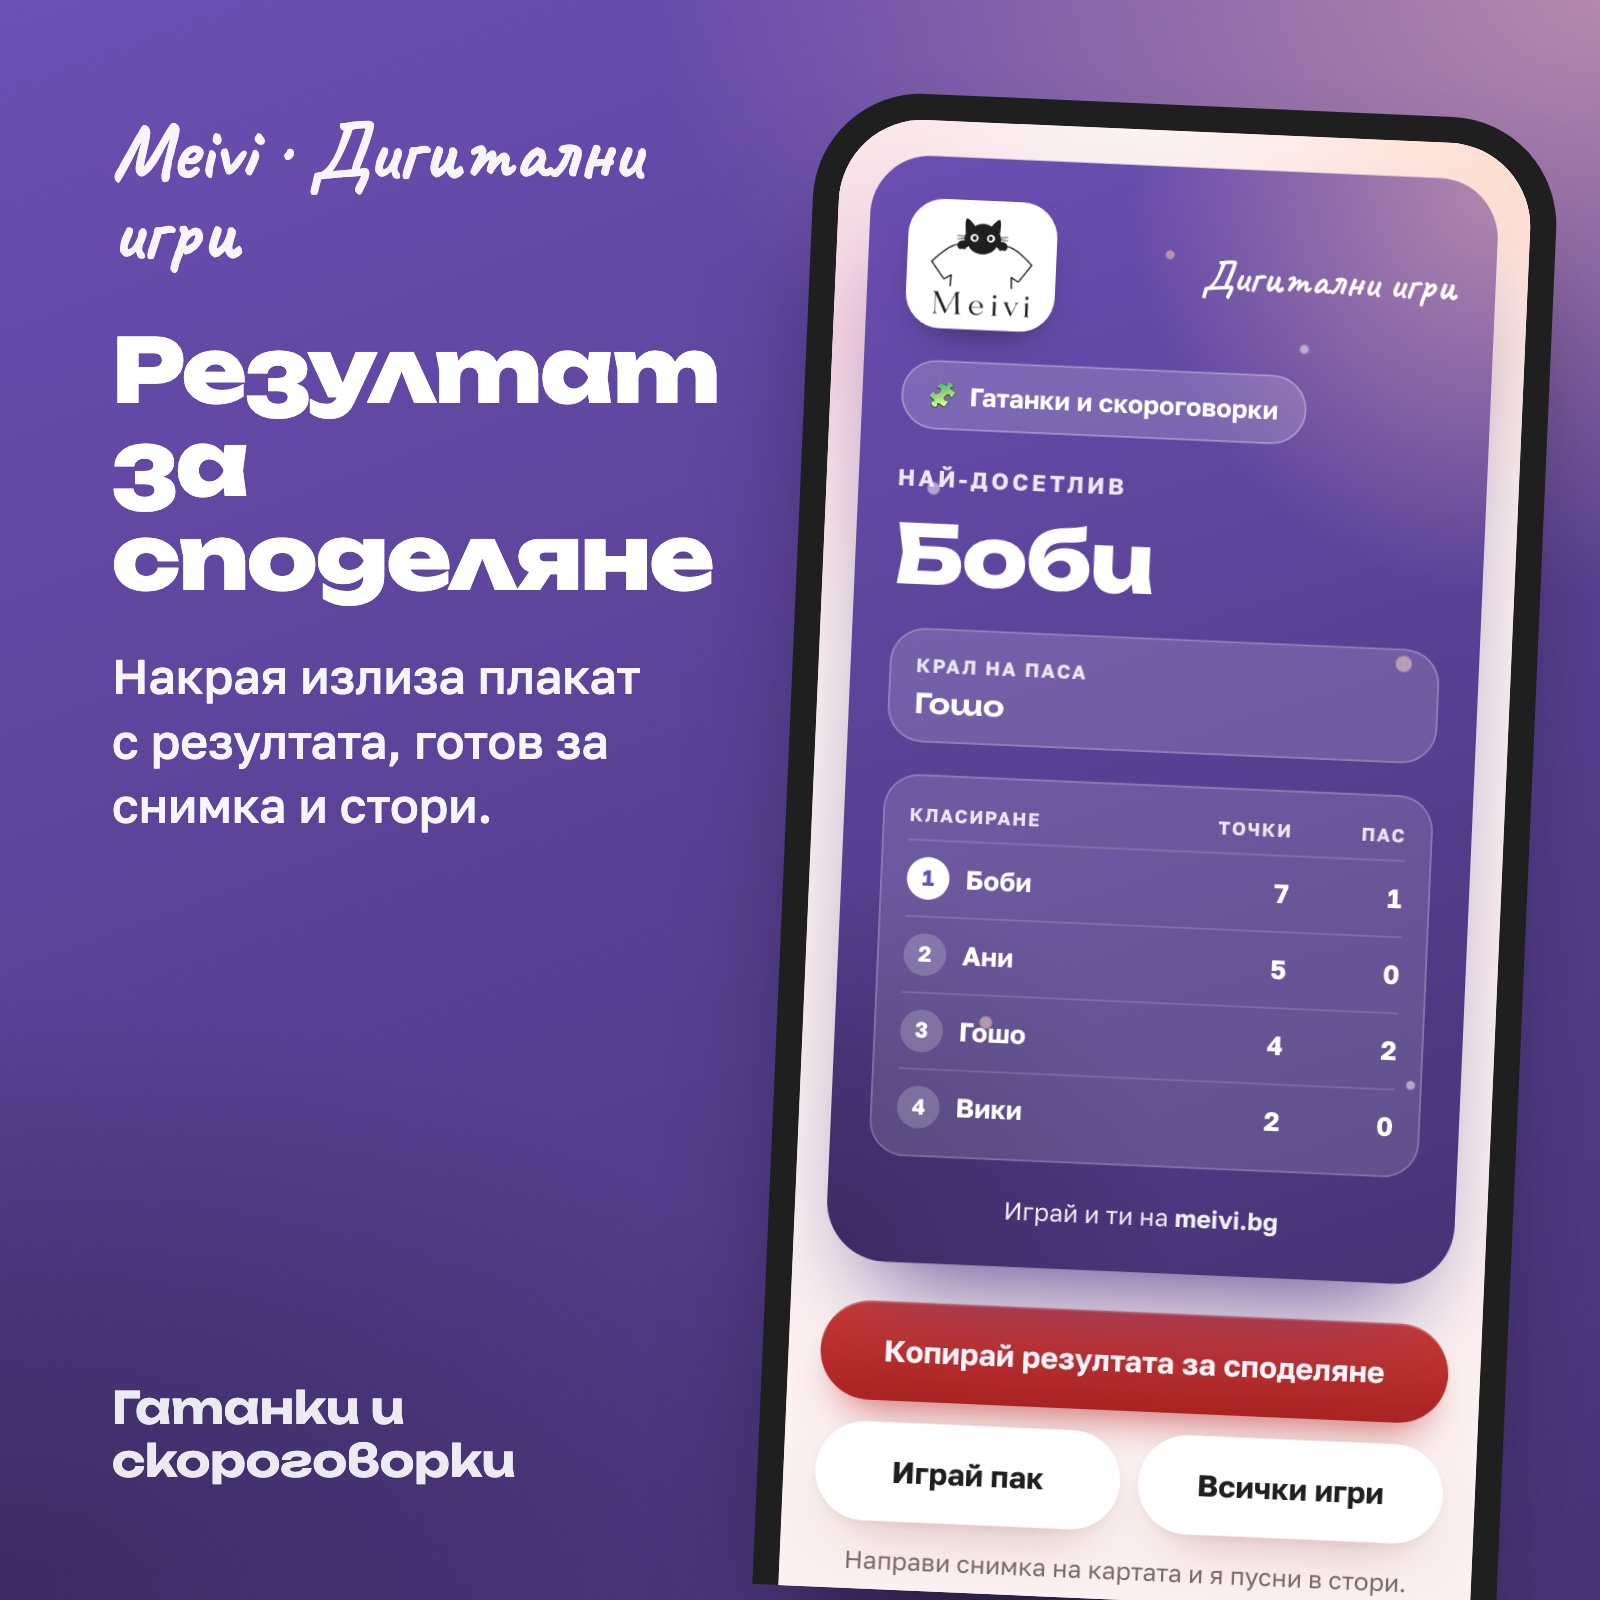 Meivi · Дигитални
игри
Резултат
за
споделяне
Накрая излиза плакат
с резултата, готов за
снимка и стори.
Гатанки и
скороговорки
Meivi
Дигитални игри
Гатанки и скороговорки
НАЙ-ДОСЕТЛИВ
Боби
КРАЛ НА ПАСА
Гошо
КЛАСИРАНЕ ТОЧКИ ПАС
1 Боби 7 1
2 Ани 5 0
3 Гошо 4 2
4 Вики 2 0
Играй и ти на meivi.bg
Копирай резултата за споделяне
Играй пак Всички игри
Направи снимка на картата и я пусни в стори.